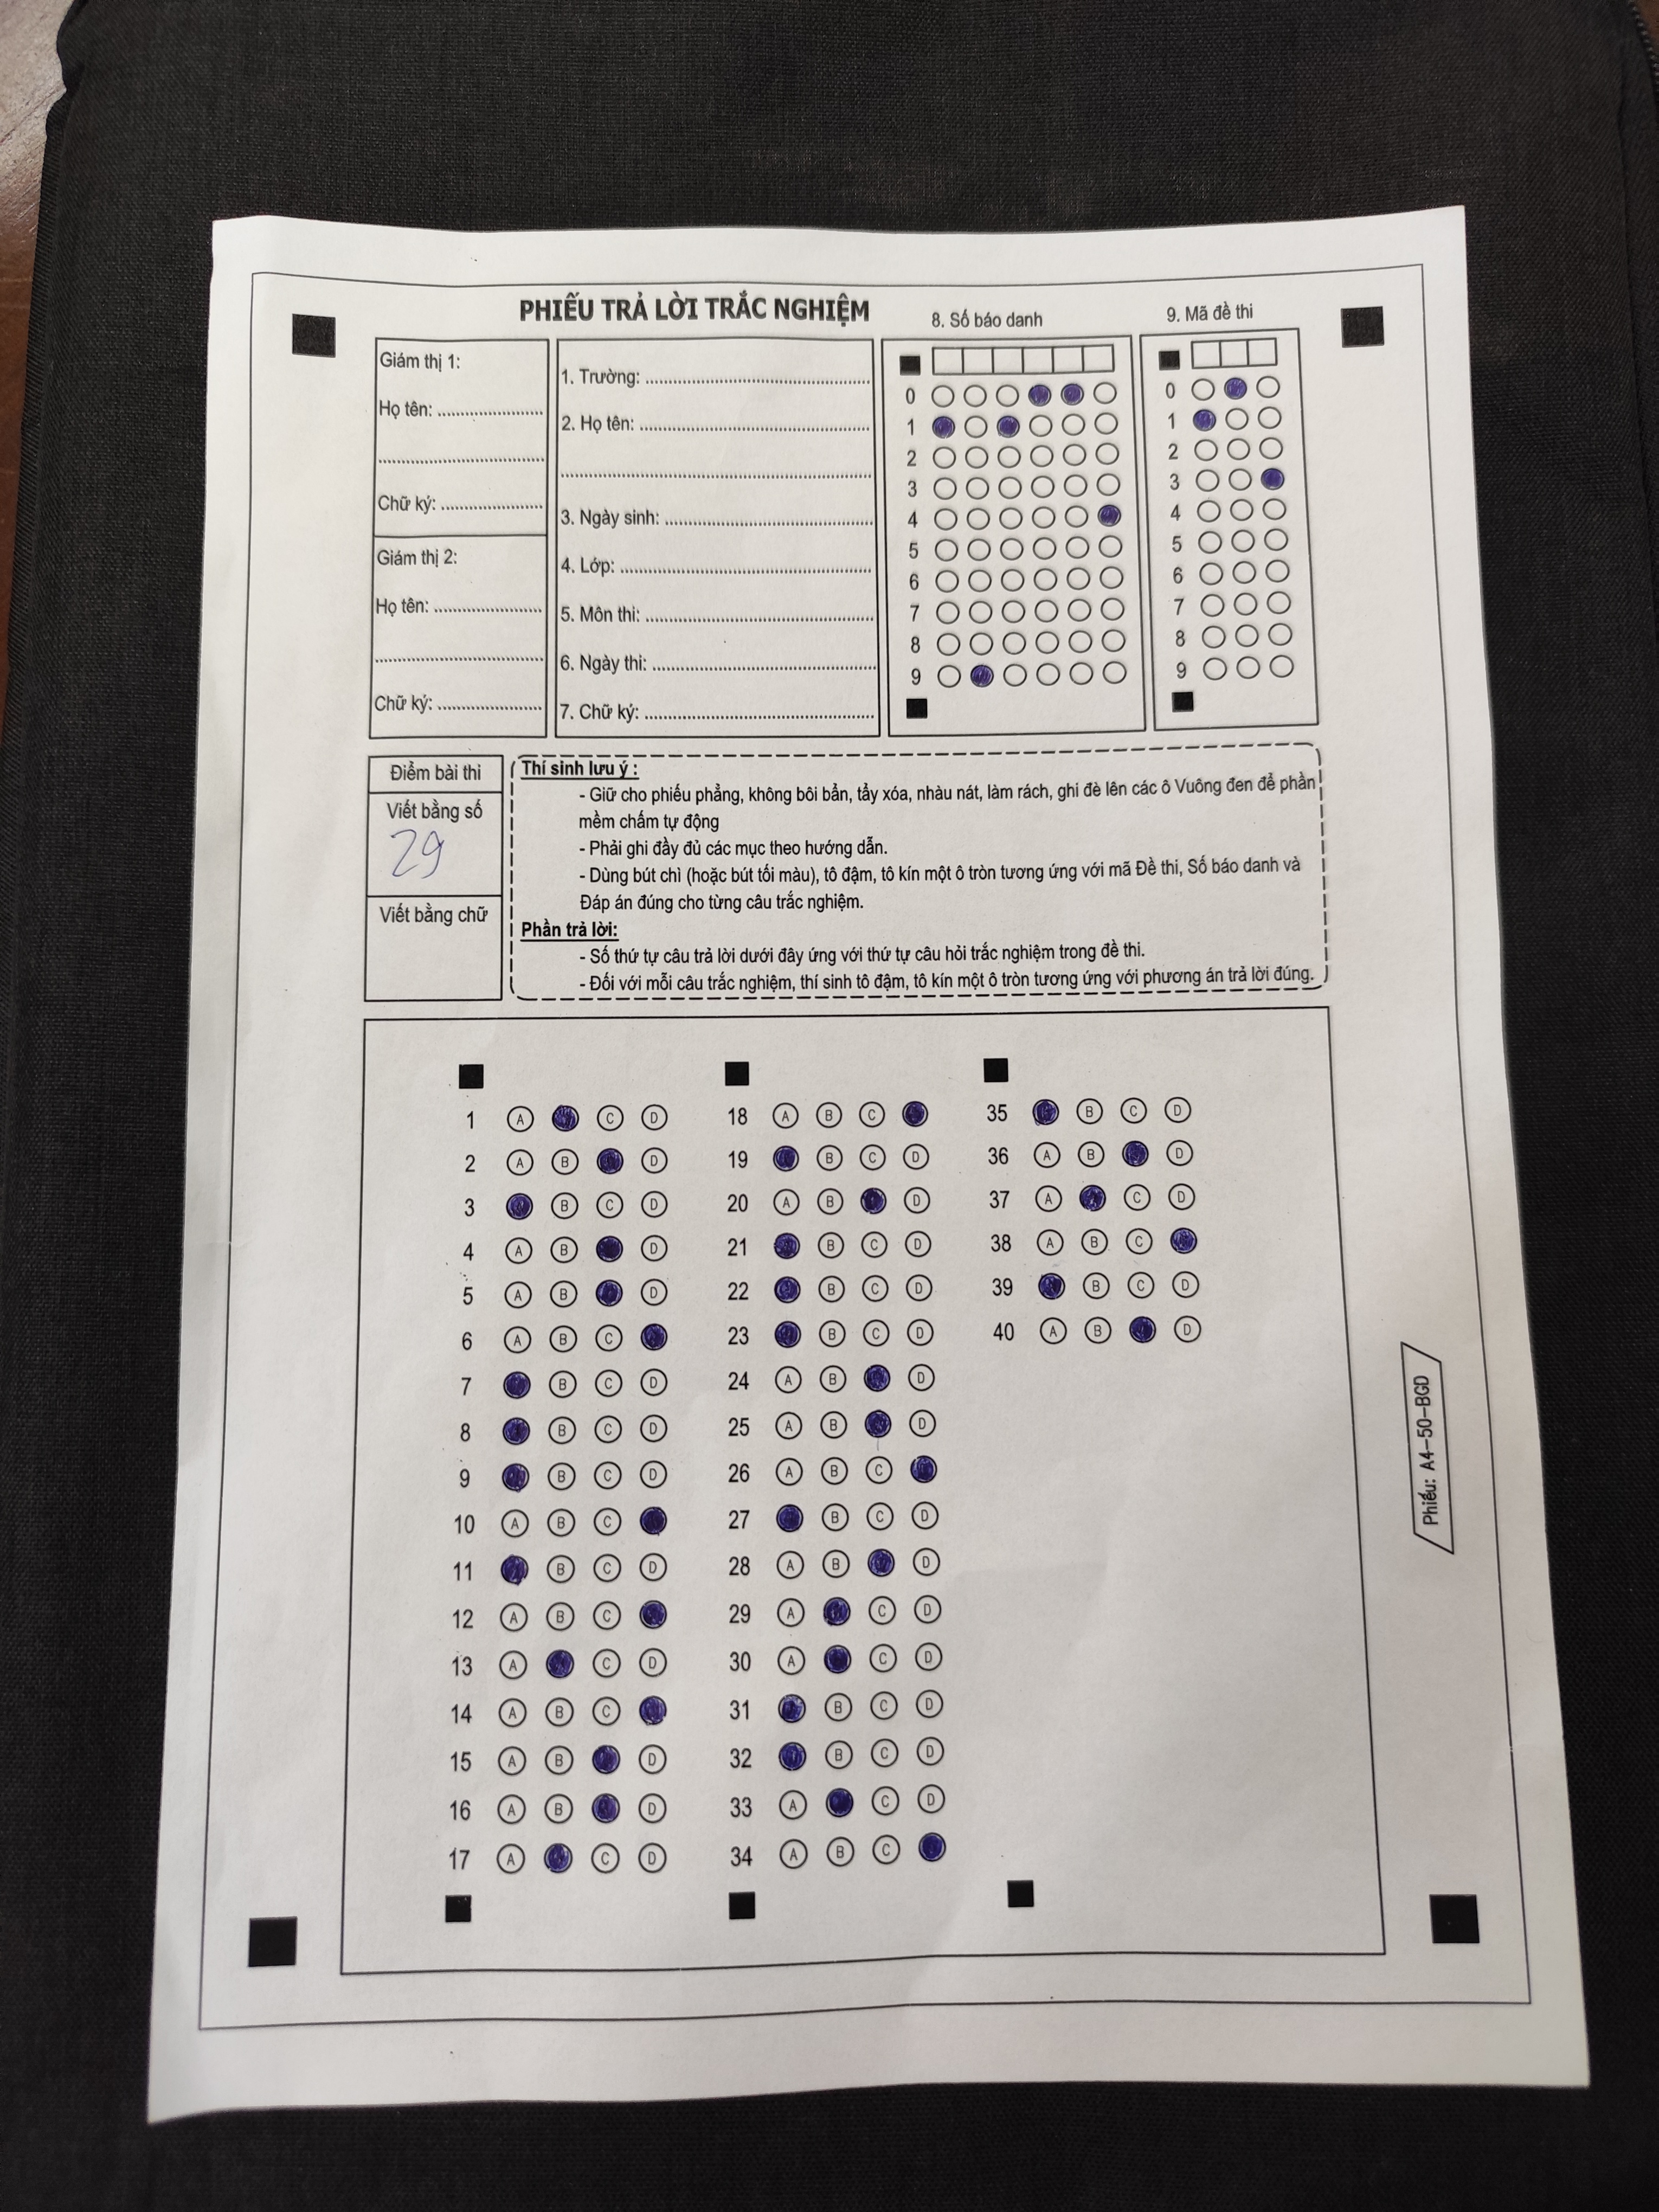 PHIẾU TRẢ LỜI TRẮC NGHIỆM
Giám thị 1:
Họ tên: ......................
..................................
Chữ ký: .....................
Giám thị 2:
Họ tên: ......................
..................................
Chữ ký: .....................
1. Trường: ..............................................
2. Họ tên: ...............................................
................................................................
3. Ngày sinh: ...........................................
4. Lớp: ....................................................
5. Môn thi: ...............................................
6. Ngày thi: ..............................................
7. Chữ ký: ...............................................
8. Số báo danh
0
1
2
3
4
5
6
7
8
9
9. Mã đề thi
0
1
2
3
4
5
6
7
8
9
Điểm bài thi
Viết bằng số
29
Viết bằng chữ
Thí sinh lưu ý :
- Giữ cho phiếu phẳng, không bôi bẩn, tẩy xóa, nhàu nát, làm rách, ghi đè lên các ô Vuông đen để phần
mềm chấm tự động
- Phải ghi đầy đủ các mục theo hướng dẫn.
- Dùng bút chì (hoặc bút tối màu), tô đậm, tô kín một ô tròn tương ứng với mã Đề thi, Số báo danh và
Đáp án đúng cho từng câu trắc nghiệm.
Phần trả lời:
- Số thứ tự câu trả lời dưới đây ứng với thứ tự câu hỏi trắc nghiệm trong đề thi.
- Đối với mỗi câu trắc nghiệm, thí sinh tô đậm, tô kín một ô tròn tương ứng với phương án trả lời đúng.
1 A C D
2 A B D
3 B C D
4 A B D
5 A B D
6 A B C
7 B C D
8 B C D
9 B C D
10 A B C
11 B C D
12 A B C
13 A C D
14 A B C
15 A B D
16 A B D
17 A C D
18 A B C
19 B C D
20 A B D
21 B C D
22 B C D
23 B C D
24 A B D
25 A B D
26 A B C
27 B C D
28 A B D
29 A C D
30 A C D
31 B C D
32 B C D
33 A C D
34 A B C
35 B C D
36 A B D
37 A C D
38 A B C
39 B C D
40 A B D
Phiếu: A4-50-BGD